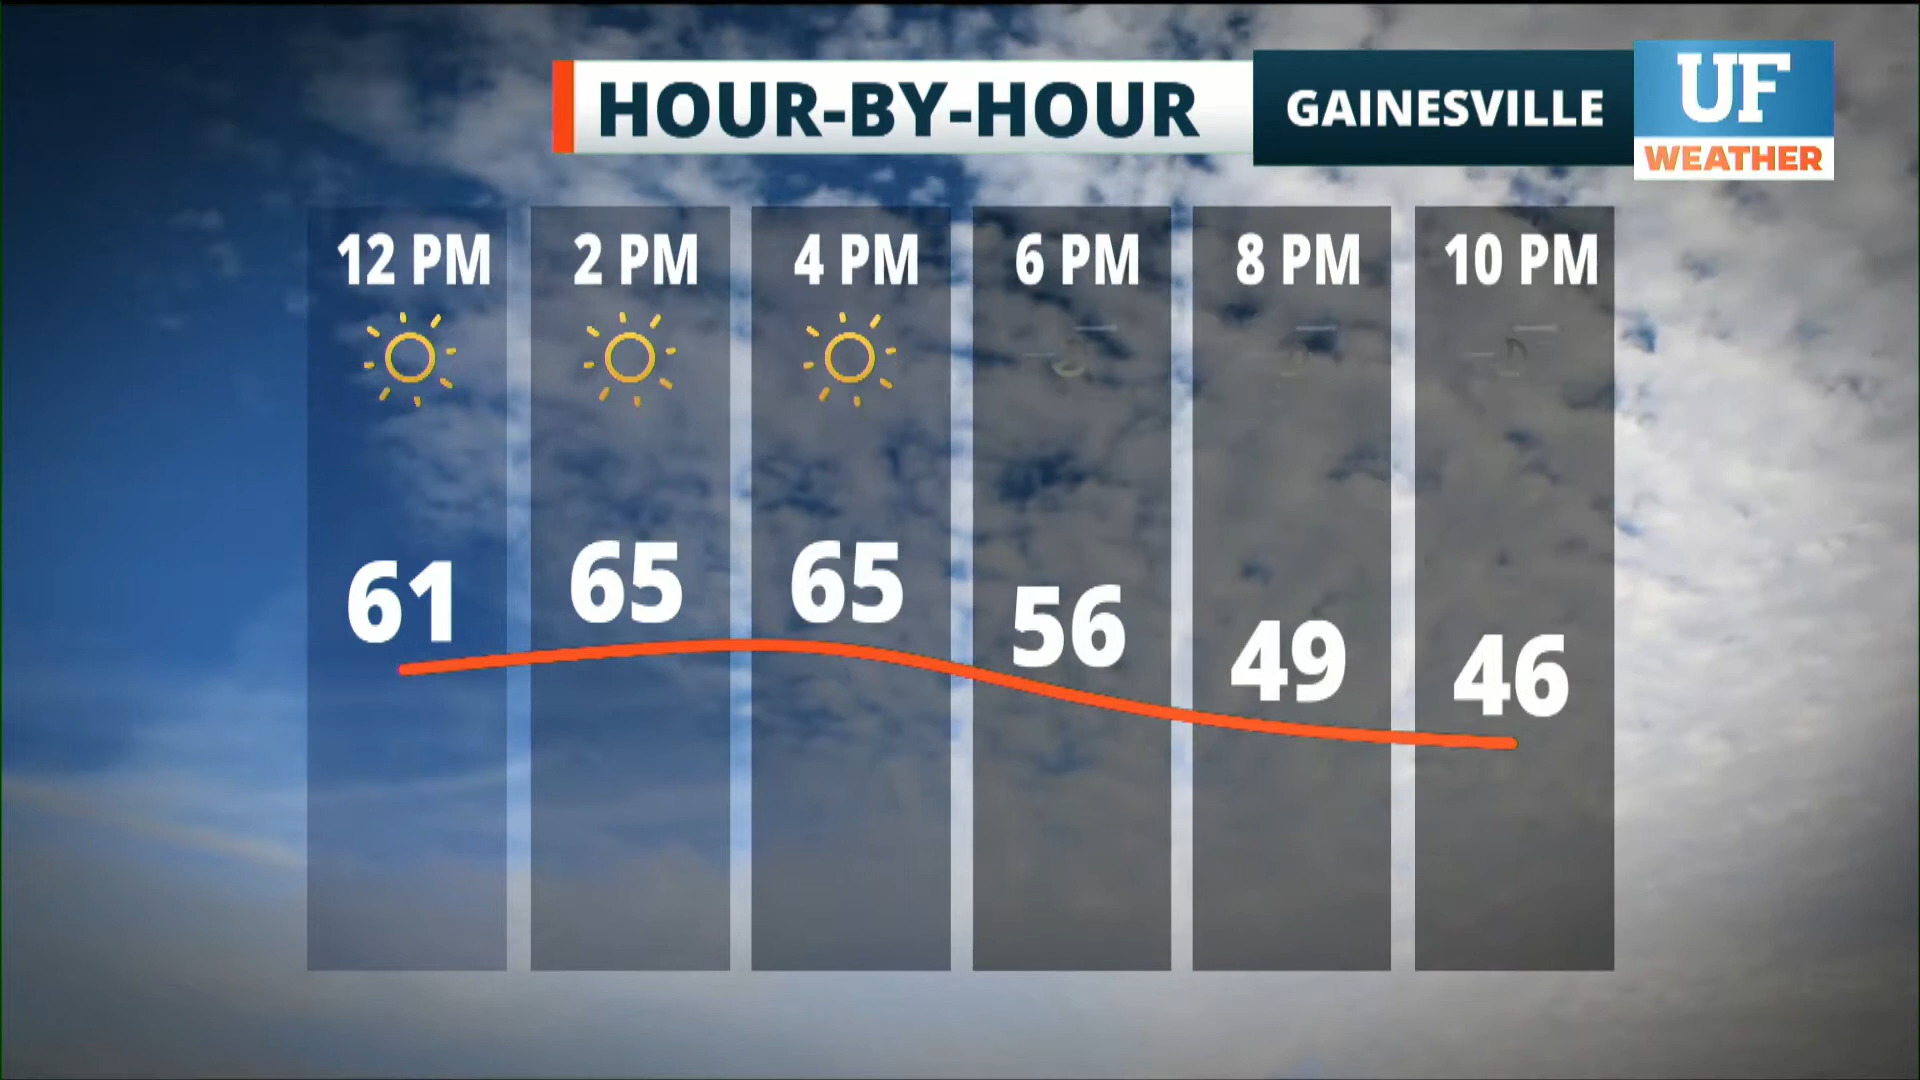 HOUR-BY-HOUR
GAINESVILLE
UF
WEATHER
12 PM
2 PM
4 PM
6 PM
8 PM
10 PM
61
65
65
56
49
46